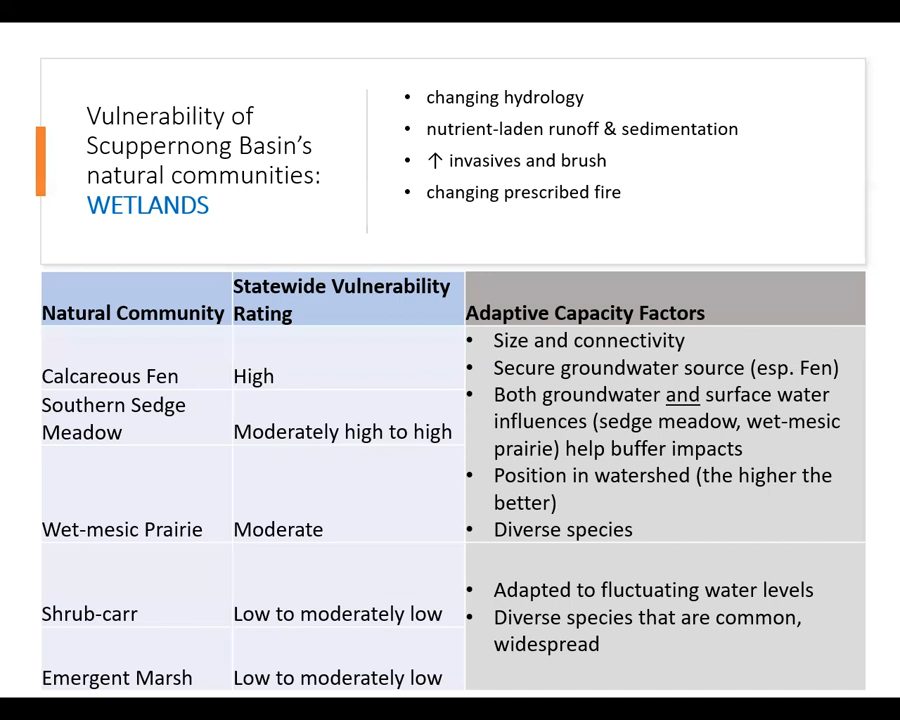 Vulnerability of
Scuppernong Basin's
natural communities:
WETLANDS
• changing hydrology
• nutrient-laden runoff & sedimentation
• ↑ invasives and brush
• changing prescribed fire
Natural Community
Statewide Vulnerability
Rating
Adaptive Capacity Factors
Calcareous Fen
High
Southern Sedge
Meadow
Moderately high to high
Wet-mesic Prairie
Moderate
• Size and connectivity
• Secure groundwater source (esp. Fen)
• Both groundwater and surface water
influences (sedge meadow, wet-mesic
prairie) help buffer impacts
• Position in watershed (the higher the
better)
• Diverse species
Shrub-carr
Low to moderately low
Emergent Marsh
Low to moderately low
• Adapted to fluctuating water levels
• Diverse species that are common,
widespread